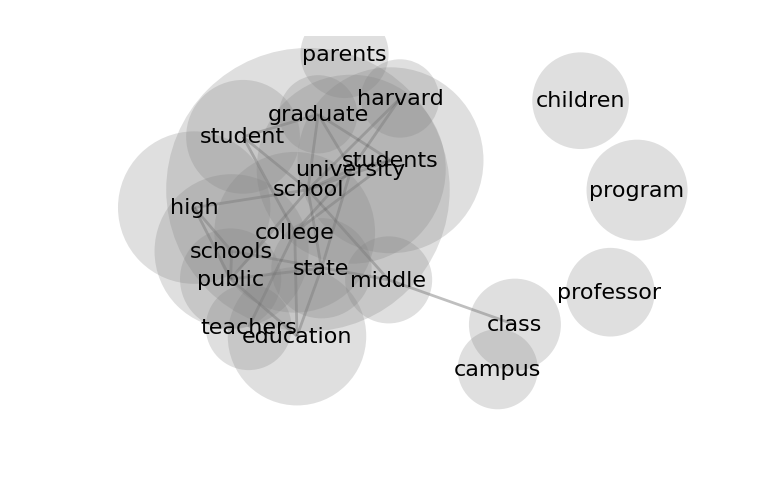 parents
harvard
children
graduate
student
students
university
school
program
high
college
schools
state
public
middle
professor
class
teachers
education
campus